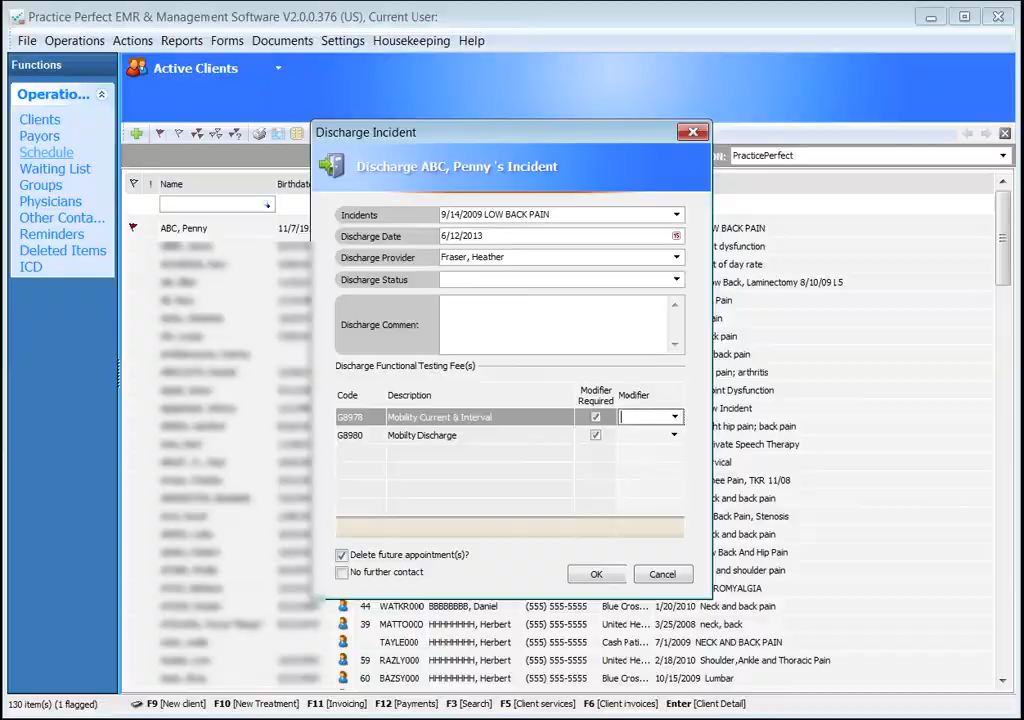 Practice Perfect EMR & Management Software V2.0.0.376 (US), Current User:
File Operations Actions Reports Forms Documents Settings Housekeeping Help
Functions
Active Clients
Operatio...
Clients
Payors
Schedule
Waiting List
Groups
Physicians
Other Conta...
Reminders
Deleted Items
ICD
PracticePerfect
! Name
ABC, Penny 11/7/19
Discharge Incident
Discharge ABC, Penny 's Incident
Incidents 9/14/2009 LOW BACK PAIN
Discharge Date 6/12/2013
Discharge Provider Fraser, Heather
Discharge Status
Discharge Comment:
Discharge Functional Testing Fee(s)
Code Description Modifier Required Modifier
G8978 Mobility Current & Interval
G8980 Mobilty Discharge
Delete future appointment(s)?
No further contact
OK Cancel
W BACK PAIN
t dysfunction
t of day rate
Back, Laminectomy 8/10/09 L5
Pain
ain
ck pain
back pain
pain; arthritis
Dysfunction
Incident
ht hip pain; back pain
ivate Speech Therapy
rvical
Pain, TKR 11/08
ck and back pain
Back Pain, Stenosis
ck and back pain
Back And Hip Pain
and shoulder pain
ROMYALGIA
44 WATKR000 BBBBBBBB, Daniel (555) 555-5555 Blue Cros... 1/20/2010 Neck and back pain
39 MATTO000 HHHHHHHH, Herbert (555) 555-5555 United He... 3/25/2008 neck, back
TAYLE000 HHHHHHHH, Herbert (555) 555-5555 Cash Pati... 7/1/2009 NECK AND BACK PAIN
59 RAZLY000 HHHHHHHH, Herbert (555) 555-5555 United He... 2/18/2010 Shoulder,Ankle and Thoracic Pain
60 BAZSY000 HHHHHHHH, Herbert (555) 555-5555 Blue Cros... 10/15/2009 Lumbar
130 item(s) (1 flagged) F9 [New client] F10 [New Treatment] F11 [Invoicing] F12 [Payments] F3 [Search] F5 [Client services] F6 [Client invoices] Enter [Client Detail]